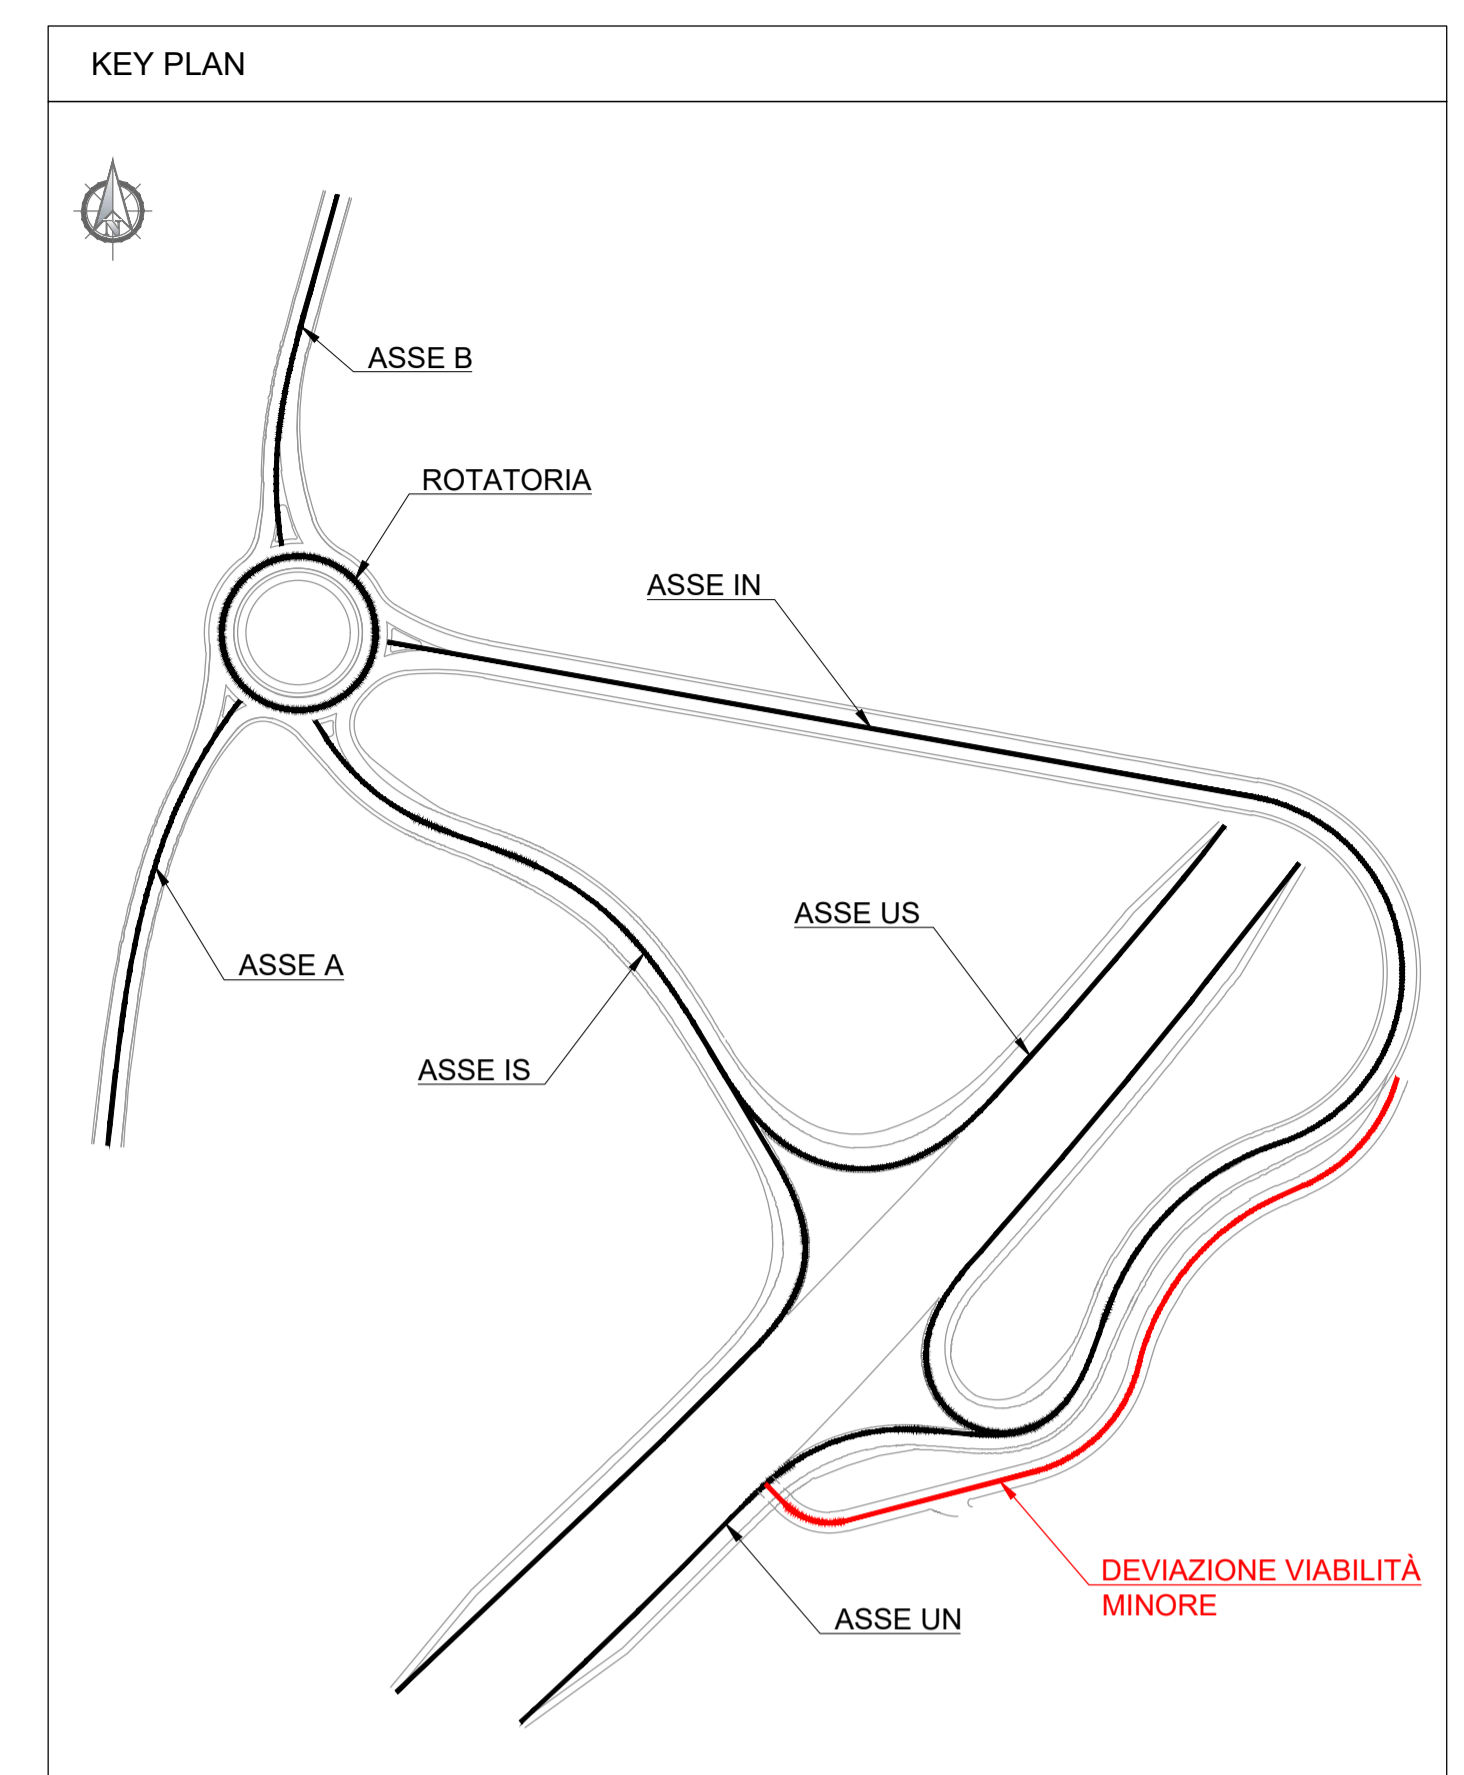 KEY PLAN
N
ASSE B
ROTATORIA
ASSE IN
ASSE US
ASSE A
ASSE IS
DEVIAZIONE VIABILITÀ
MINORE
ASSE UN